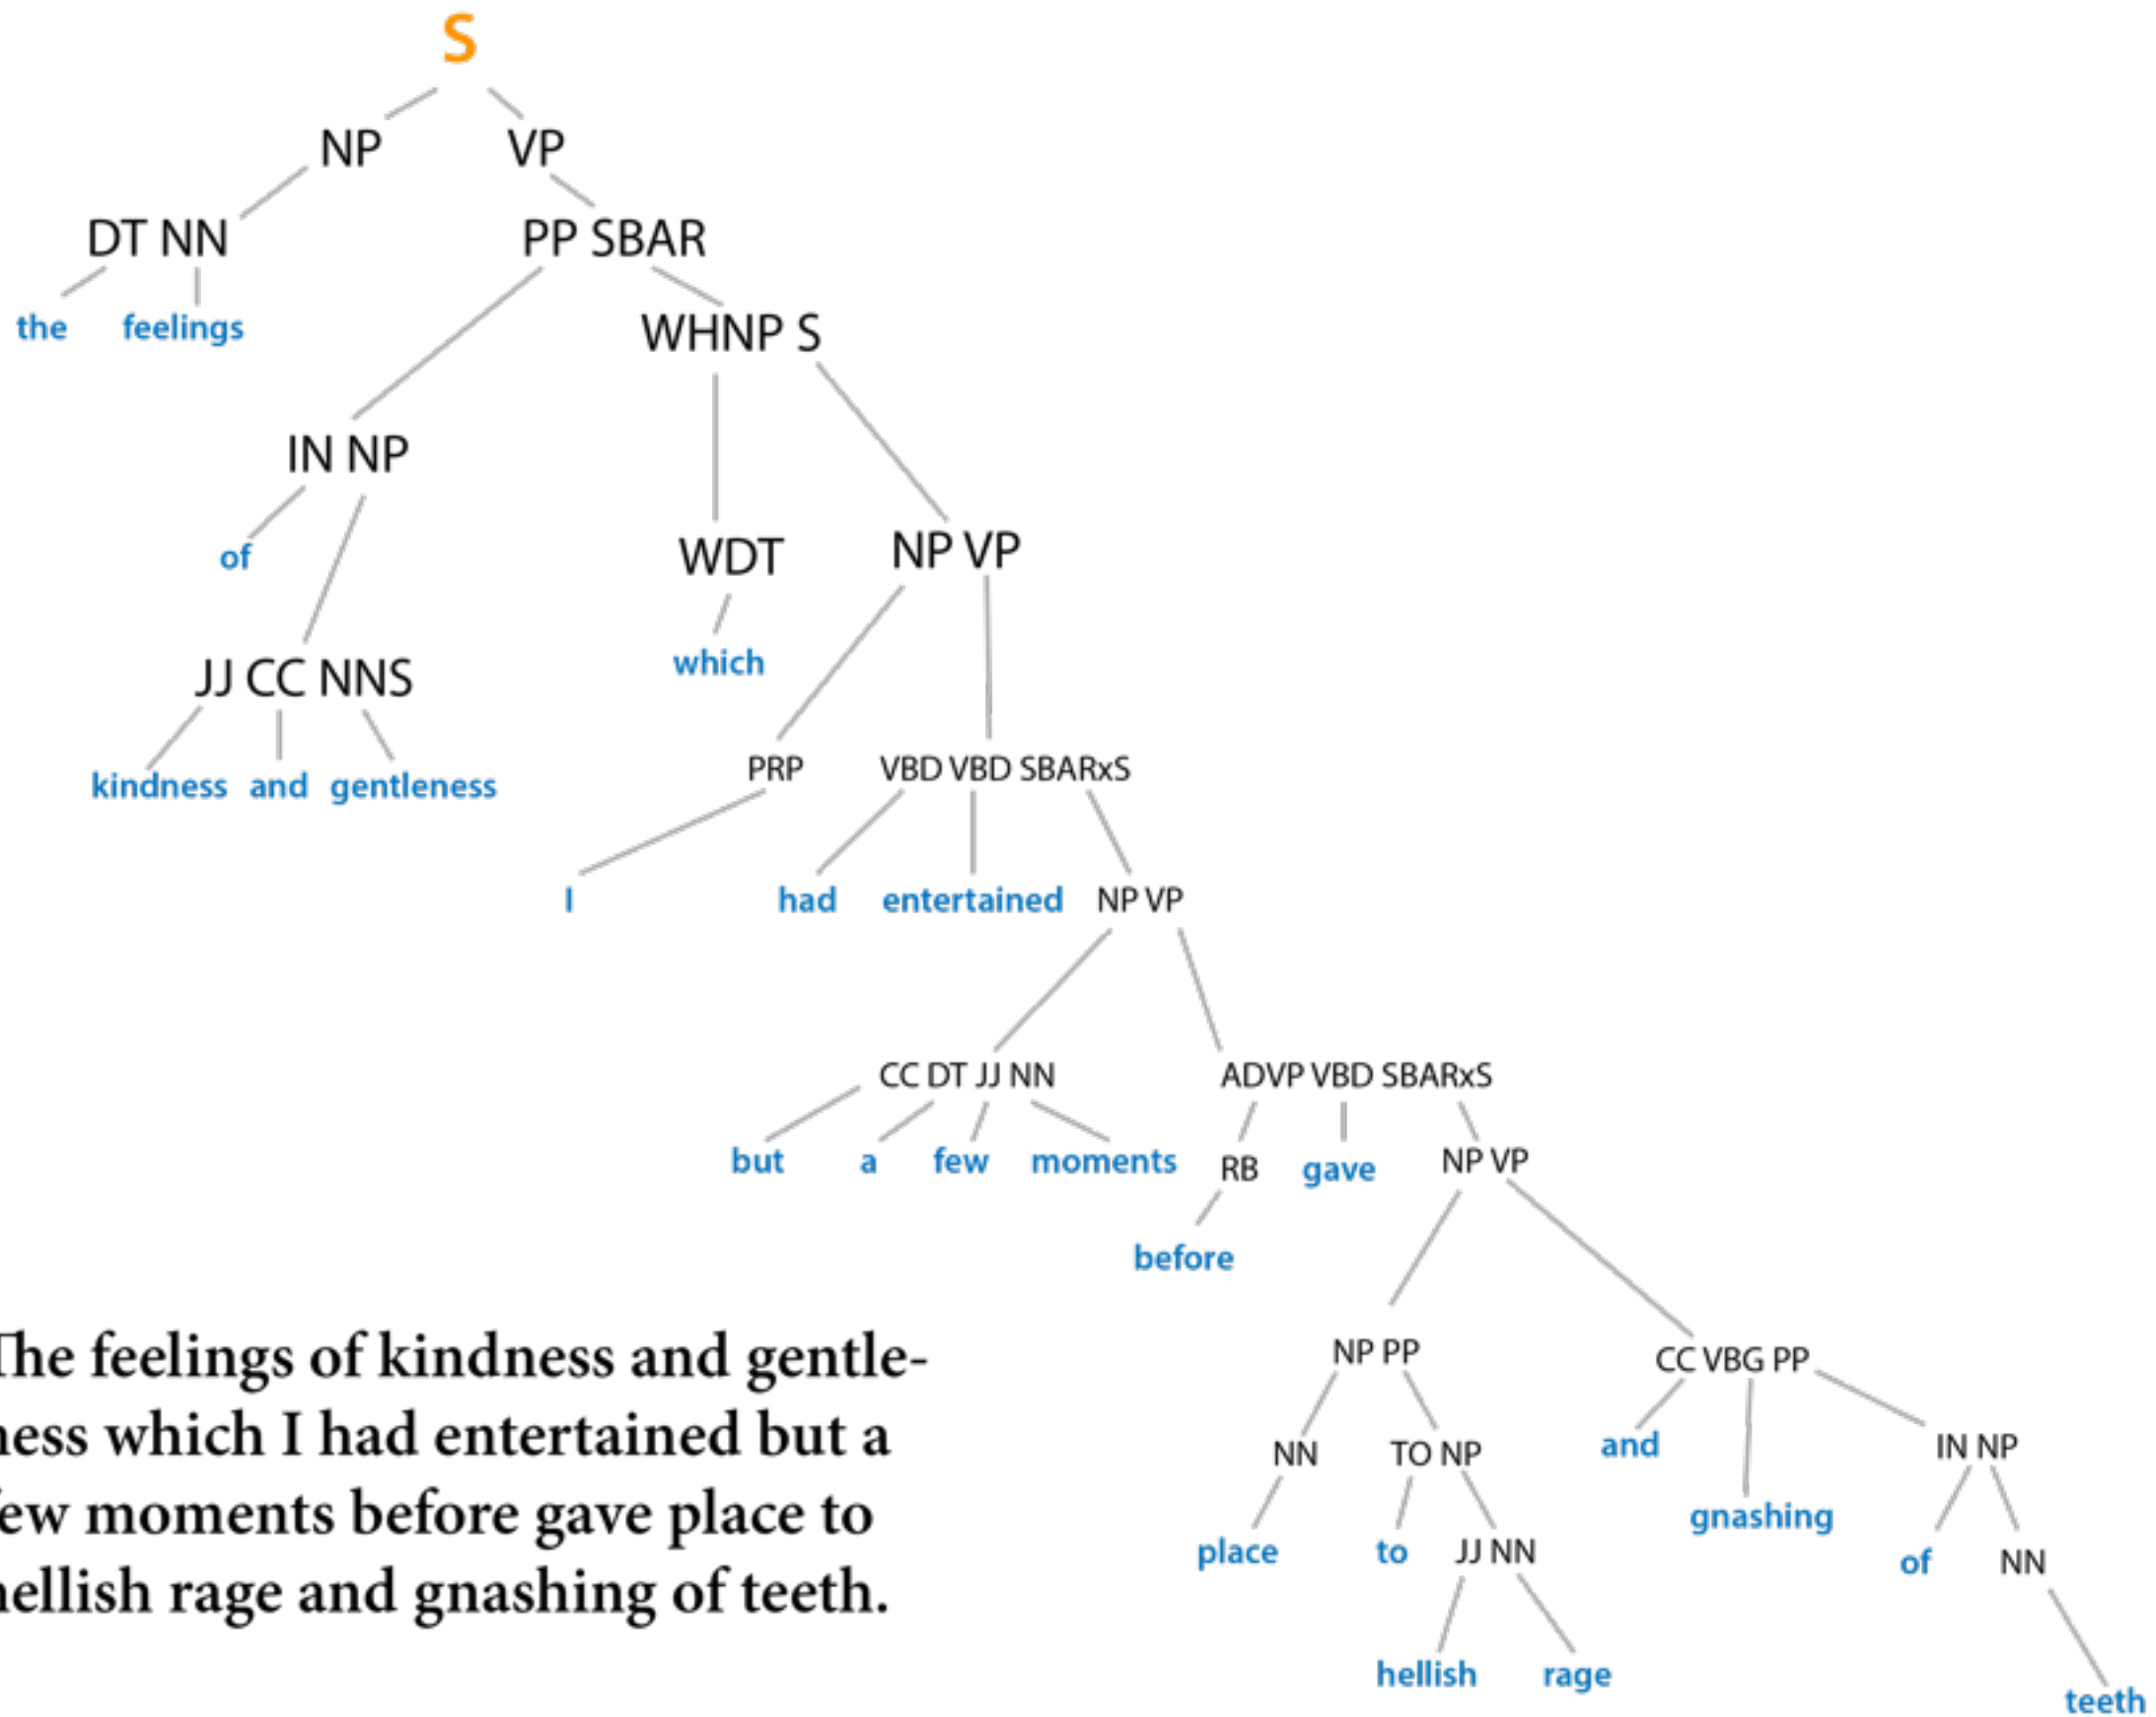 S
NP VP
DT NN PP SBAR
the feelings
WHNP S
IN NP
of
WDT NP VP
which
JJ CC NNS
kindness and gentleness
PRP VBD VBD SBARxS
I had entertained NP VP
CC DT JJ NN ADVP VBD SBARxS
but a few moments RB gave NP VP
before
NP PP CC VBG PP
and IN NP
NN TO NP
gnashing
place to JJ NN of NN
hellish rage
teeth
The feelings of kindness and gentle-
ness which I had entertained but a
few moments before gave place to
hellish rage and gnashing of teeth.